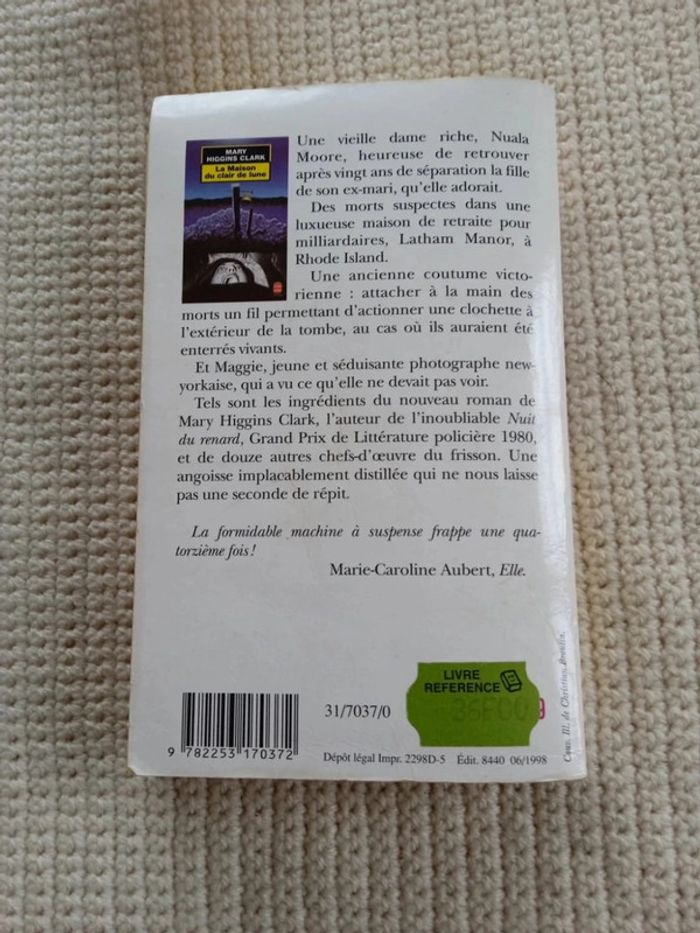 MARY
HIGGINS CLARK
La Maison
du clair de lune
Une vieille dame riche, Nuala
Moore, heureuse de retrouver
après vingt ans de séparation la fille
de son ex-mari, qu'elle adorait.
Des morts suspectes dans une
luxueuse maison de retraite pour
milliardaires, Latham Manor, à
Rhode Island.
Une ancienne coutume victo-
rienne : attacher à la main des
morts un fil permettant d'actionner une clochette à
l'extérieur de la tombe, au cas où ils auraient été
enterrés vivants.
Et Maggie, jeune et séduisante photographe new-
yorkaise, qui a vu ce qu'elle ne devait pas voir.
Tels sont les ingrédients du nouveau roman de
Mary Higgins Clark, l'auteur de l'inoubliable Nuit
du renard, Grand Prix de Littérature policière 1980,
et de douze autres chefs-d'œuvre du frisson. Une
angoisse implacablement distillée qui ne nous laisse
pas une seconde de répit.
La formidable machine à suspense frappe une qua-
torzième fois !
Marie-Caroline Aubert, Elle.
LIVRE
REFERENCE
36F00
31/7037/0
9 782253 170372
Dépôt légal Impr. 2298D-5 Édit. 8440 06/1998
Couv. Ill. de Christian Broutin.